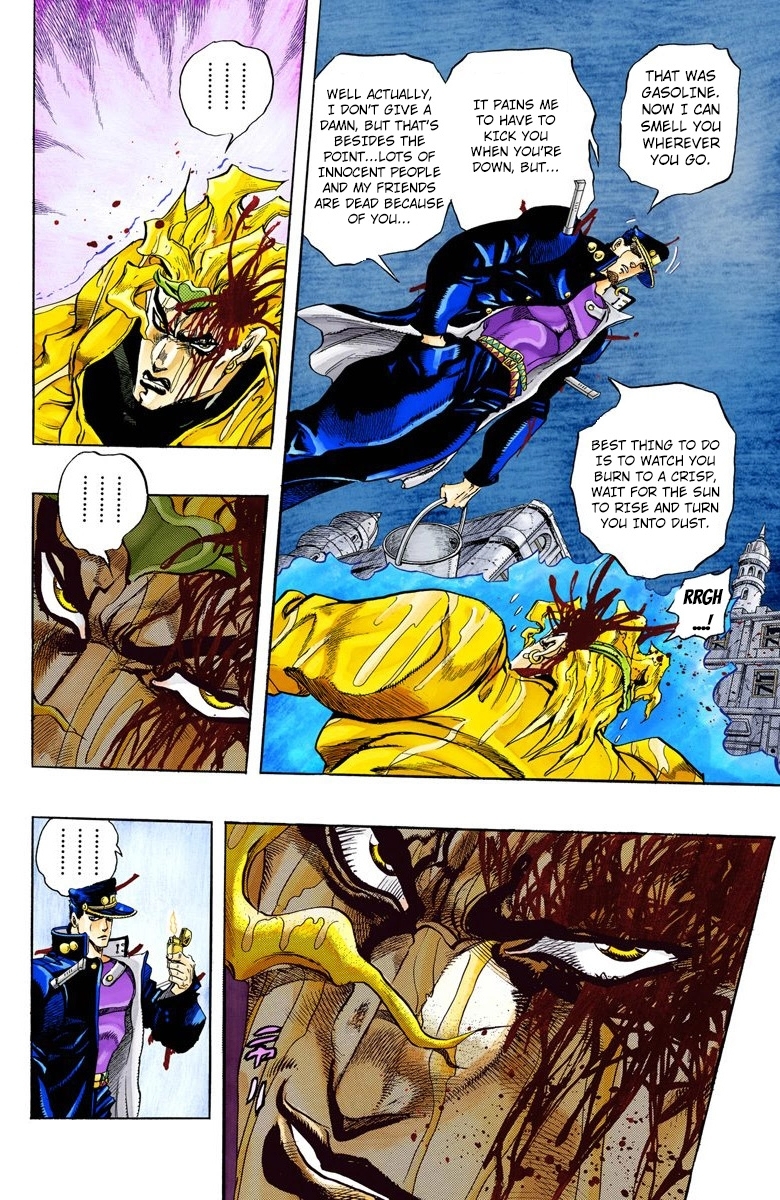 THAT WAS
GASOLINE.
NOW I CAN
SMELL YOU
WHEREVER
YOU GO.
IT PAINS ME
TO HAVE TO
KICK YOU
WHEN YOU'RE
DOWN, BUT...
WELL ACTUALLY,
I DON'T GIVE A
DAMN, BUT THAT'S
BESIDES THE
POINT...LOTS OF
INNOCENT PEOPLE
AND MY FRIENDS
ARE DEAD BECAUSE
OF YOU...
BEST THING TO DO
IS TO WATCH YOU
BURN TO A CRISP,
WAIT FOR THE SUN
TO RISE AND TURN
YOU INTO DUST.
RRGH
...!